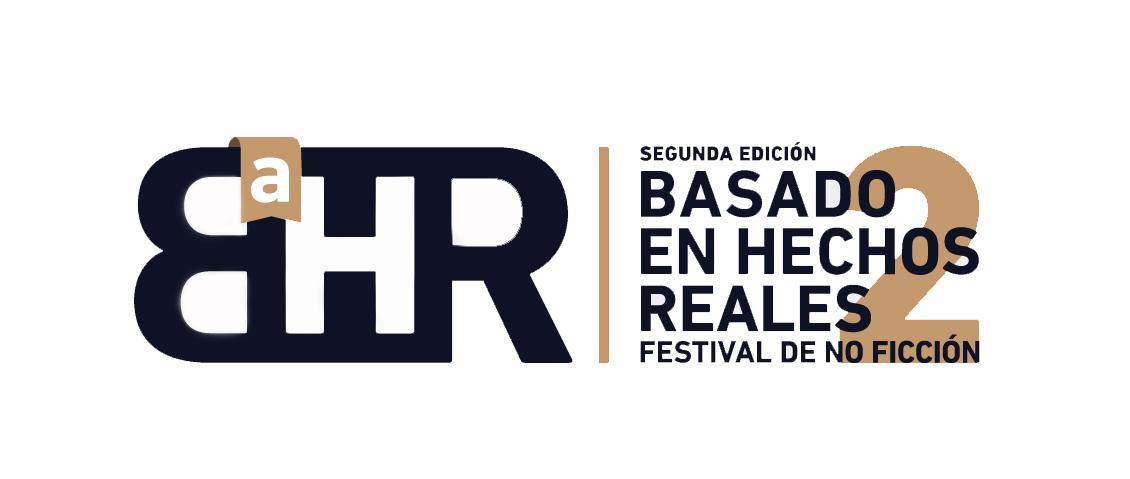 BaHR
SEGUNDA EDICIÓN
BASADO
EN HECHOS
REALES
2
FESTIVAL DE NO FICCIÓN